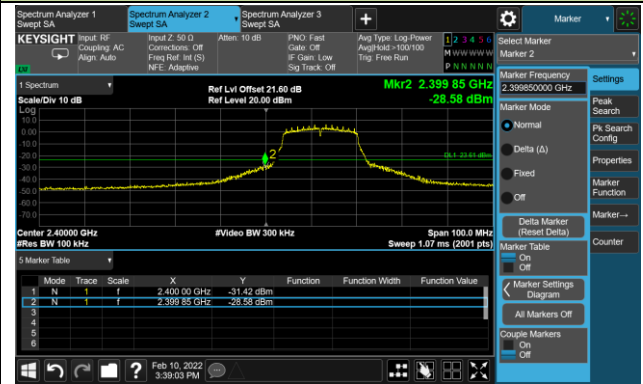 Spectrum Analyzer 1
Swept SA
Spectrum Analyzer 2
Swept SA
Spectrum Analyzer 3
Swept SA
+
Marker
KEYSIGHT
Input: RF
Coupling: AC
Align: Auto
Input Z: 50 Ω
Corrections: Off
Freq Ref: Int (S)
NFE: Adaptive
Atten: 10 dB
PNO: Fast
Gate: Off
IF Gain: Low
Sig Track: Off
Avg Type: Log-Power
Avg|Hold >100/100
Trig: Free Run
1 2 3 4 5 6
M W W W W W
P N N N N N
Select Marker
Marker 2
1 Spectrum
Scale/Div 10 dB
Ref Lvl Offset 21.60 dB
Ref Level 20.00 dBm
Mkr2 2.399 85 GHz
-28.58 dBm
Log
10.0
0.00
-10.0
-20.0
-30.0
-40.0
-50.0
-60.0
-70.0
2
DL1 -23.61 dBm
Center 2.40000 GHz
#Res BW 100 kHz
#Video BW 300 kHz
Span 100.0 MHz
Sweep 1.07 ms (2001 pts)
5 Marker Table
Mode Trace Scale X Y Function Function Width Function Value
1 N 1 f 2.400 00 GHz -31.42 dBm
2 N 1 f 2.399 85 GHz -28.58 dBm
3
4
5
6
Marker Frequency
2.399850000 GHz
Marker Mode
Normal
Delta (Δ)
Fixed
Off
Delta Marker
(Reset Delta)
Marker Table
On
Off
Marker Settings
Diagram
All Markers Off
Couple Markers
On
Off
Settings
Peak
Search
Pk Search
Config
Properties
Marker
Function
Marker→
Counter
?
Feb 10, 2022
3:39:03 PM